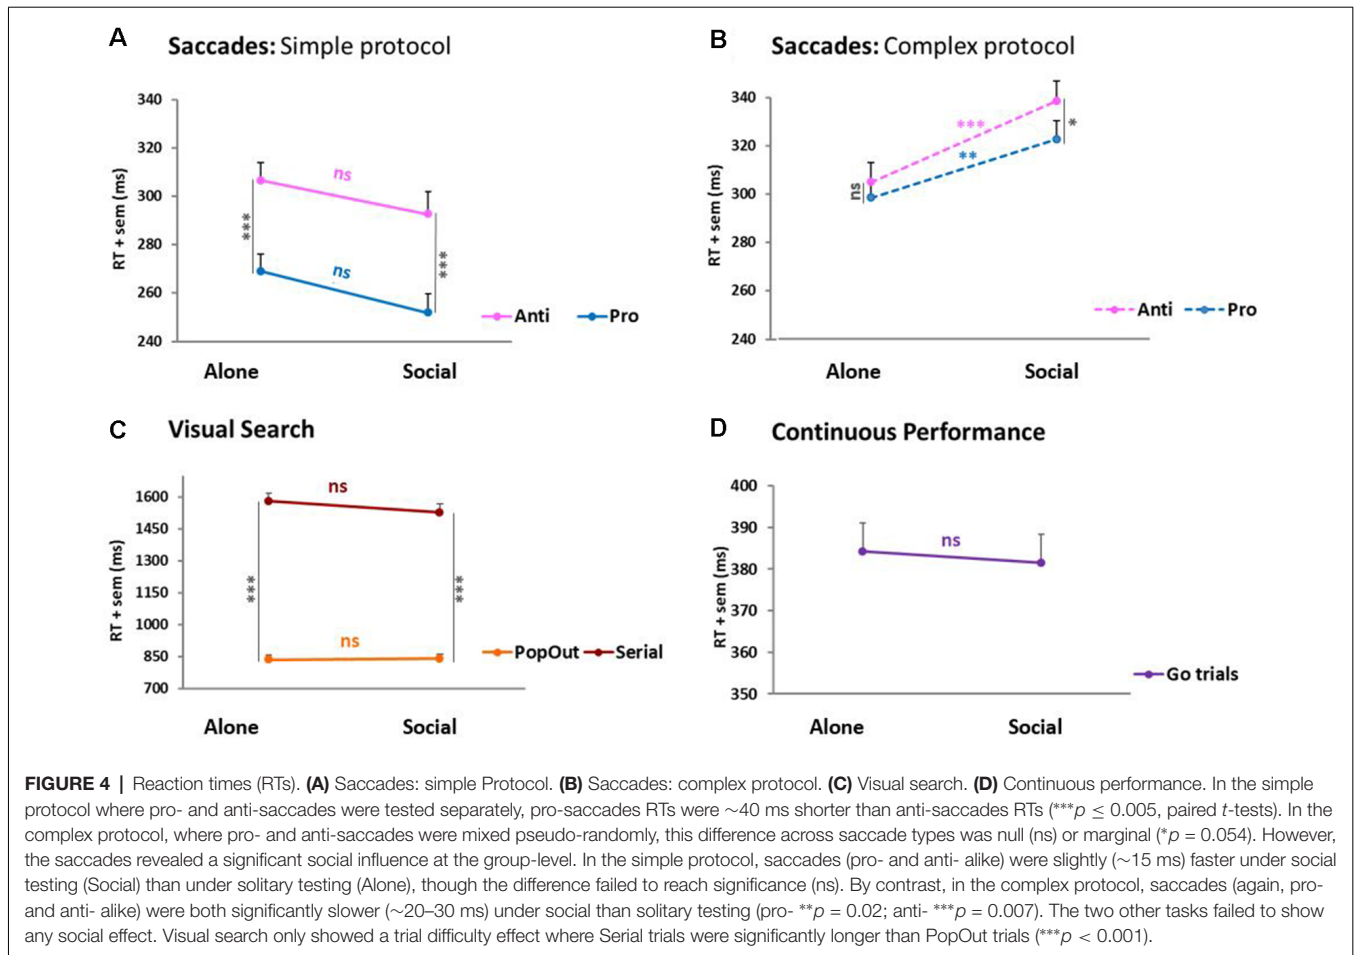 A
Saccades: Simple protocol
RT + sem (ms)
340
320
300
280
260
240
ns
ns
***
***
Anti
Pro
Alone
Social
B
Saccades: Complex protocol
RT + sem (ms)
340
320
300
280
260
240
***
**
*
ns
Anti
Pro
Alone
Social
C
Visual Search
RT + sem (ms)
1600
1450
1300
1150
1000
850
700
ns
ns
***
***
PopOut
Serial
Alone
Social
D
Continuous Performance
RT + sem (ms)
400
390
380
370
360
350
ns
Go trials
Alone
Social
FIGURE 4 | Reaction times (RTs). (A) Saccades: simple Protocol. (B) Saccades: complex protocol. (C) Visual search. (D) Continuous performance. In the simple
protocol where pro- and anti-saccades were tested separately, pro-saccades RTs were ∼40 ms shorter than anti-saccades RTs (***p ≤ 0.005, paired t-tests). In the
complex protocol, where pro- and anti-saccades were mixed pseudo-randomly, this difference across saccade types was null (ns) or marginal (*p = 0.054). However,
the saccades revealed a significant social influence at the group-level. In the simple protocol, saccades (pro- and anti- alike) were slightly (∼15 ms) faster under social
testing (Social) than under solitary testing (Alone), though the difference failed to reach significance (ns). By contrast, in the complex protocol, saccades (again, pro-
and anti- alike) were both significantly slower (∼20–30 ms) under social than solitary testing (pro- **p = 0.02; anti- ***p = 0.007). The two other tasks failed to show
any social effect. Visual search only showed a trial difficulty effect where Serial trials were significantly longer than PopOut trials (***p < 0.001).